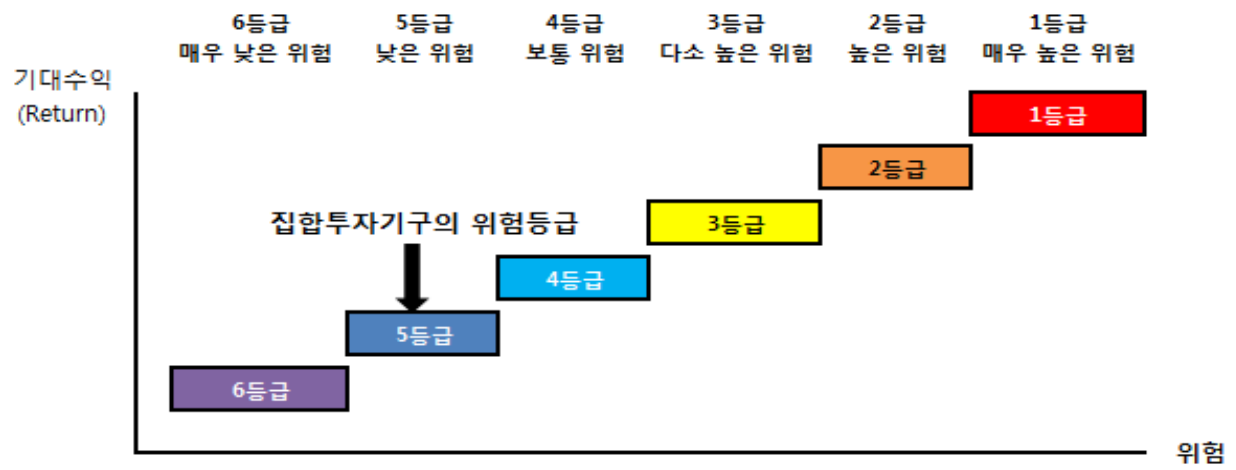 6등급 5등급 4등급 3등급 2등급 1등급
매우 낮은 위험 낮은 위험 보통 위험 다소 높은 위험 높은 위험 매우 높은 위험
기대수익
(Return)
1등급
2등급
집합투자기구의 위험등급
3등급
4등급
5등급
6등급
위험